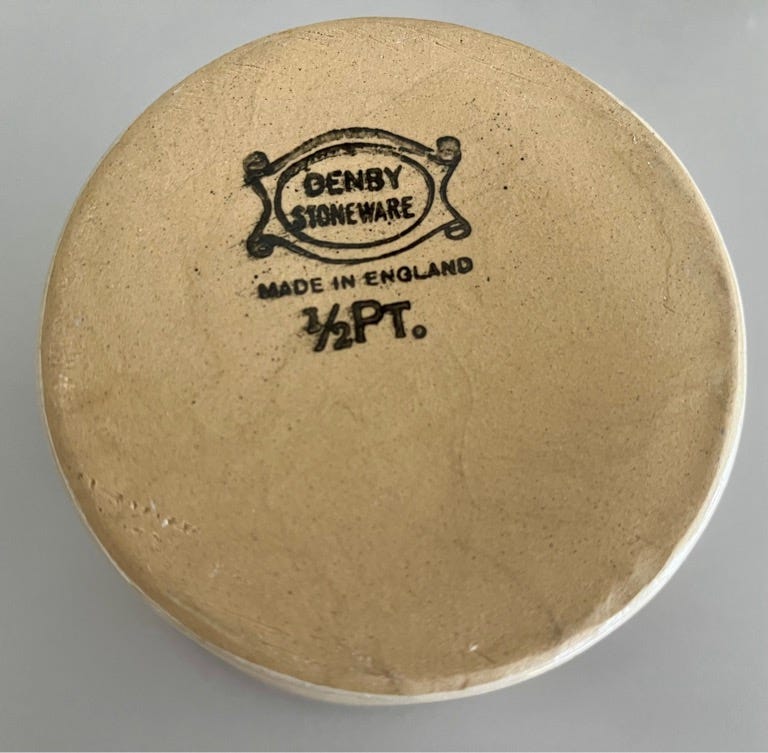 DENBY
STONEWARE
MADE IN ENGLAND
½PT.